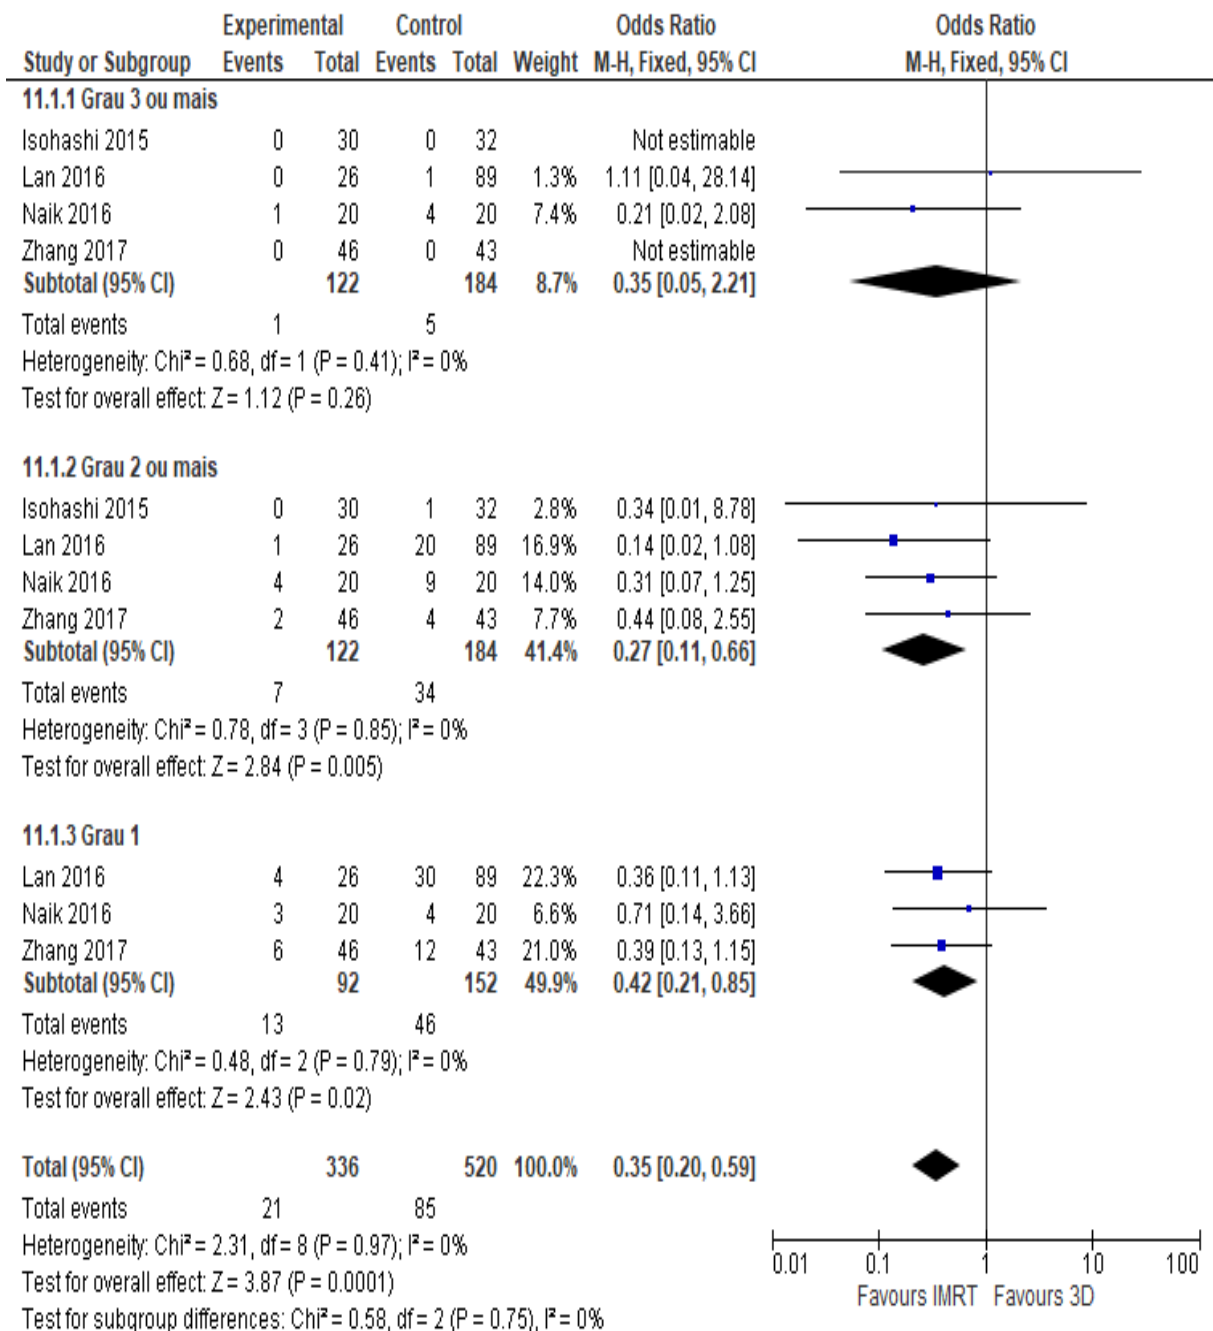 Experimental Control Odds Ratio Odds Ratio
Study or Subgroup Events Total Events Total Weight M-H, Fixed, 95% CI M-H, Fixed, 95% CI
11.1.1 Grau 3 ou mais
Isohashi 2015 0 30 0 32 Not estimable
Lan 2016 0 26 1 89 1.3% 1.11 [0.04, 28.14]
Naik 2016 1 20 4 20 7.4% 0.21 [0.02, 2.08]
Zhang 2017 0 46 0 43 Not estimable
Subtotal (95% CI) 122 184 8.7% 0.35 [0.05, 2.21]
Total events 1 5
Heterogeneity: Chi² = 0.68, df = 1 (P = 0.41); I² = 0%
Test for overall effect: Z = 1.12 (P = 0.26)
11.1.2 Grau 2 ou mais
Isohashi 2015 0 30 1 32 2.8% 0.34 [0.01, 8.78]
Lan 2016 1 26 20 89 16.9% 0.14 [0.02, 1.08]
Naik 2016 4 20 9 20 14.0% 0.31 [0.07, 1.25]
Zhang 2017 2 46 4 43 7.7% 0.44 [0.08, 2.55]
Subtotal (95% CI) 122 184 41.4% 0.27 [0.11, 0.66]
Total events 7 34
Heterogeneity: Chi² = 0.78, df = 3 (P = 0.85); I² = 0%
Test for overall effect: Z = 2.84 (P = 0.005)
11.1.3 Grau 1
Lan 2016 4 26 30 89 22.3% 0.36 [0.11, 1.13]
Naik 2016 3 20 4 20 6.6% 0.71 [0.14, 3.66]
Zhang 2017 6 46 12 43 21.0% 0.39 [0.13, 1.15]
Subtotal (95% CI) 92 152 49.9% 0.42 [0.21, 0.85]
Total events 13 46
Heterogeneity: Chi² = 0.48, df = 2 (P = 0.79); I² = 0%
Test for overall effect: Z = 2.43 (P = 0.02)
Total (95% CI) 336 520 100.0% 0.35 [0.20, 0.59]
Total events 21 85
Heterogeneity: Chi² = 2.31, df = 8 (P = 0.97); I² = 0%
Test for overall effect: Z = 3.87 (P = 0.0001)
Test for subgroup differences: Chi² = 0.58, df = 2 (P = 0.75), I² = 0%
0.01 0.1 1 10 100
Favours IMRT Favours 3D